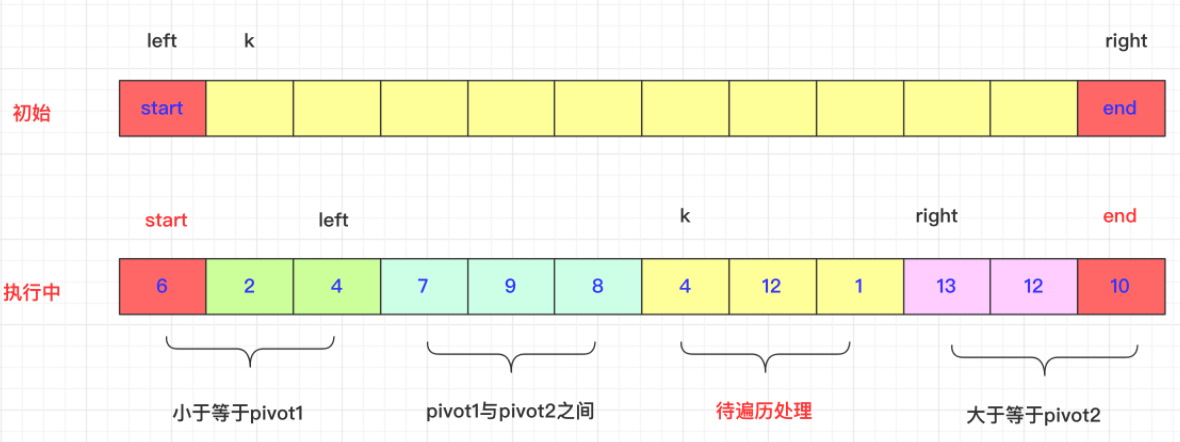 left k right
初始 start end
start left k right end
执行中 6 2 4 7 9 8 4 12 1 13 12 10
小于等于pivot1 pivot1与pivot2之间 待遍历处理 大于等于pivot2